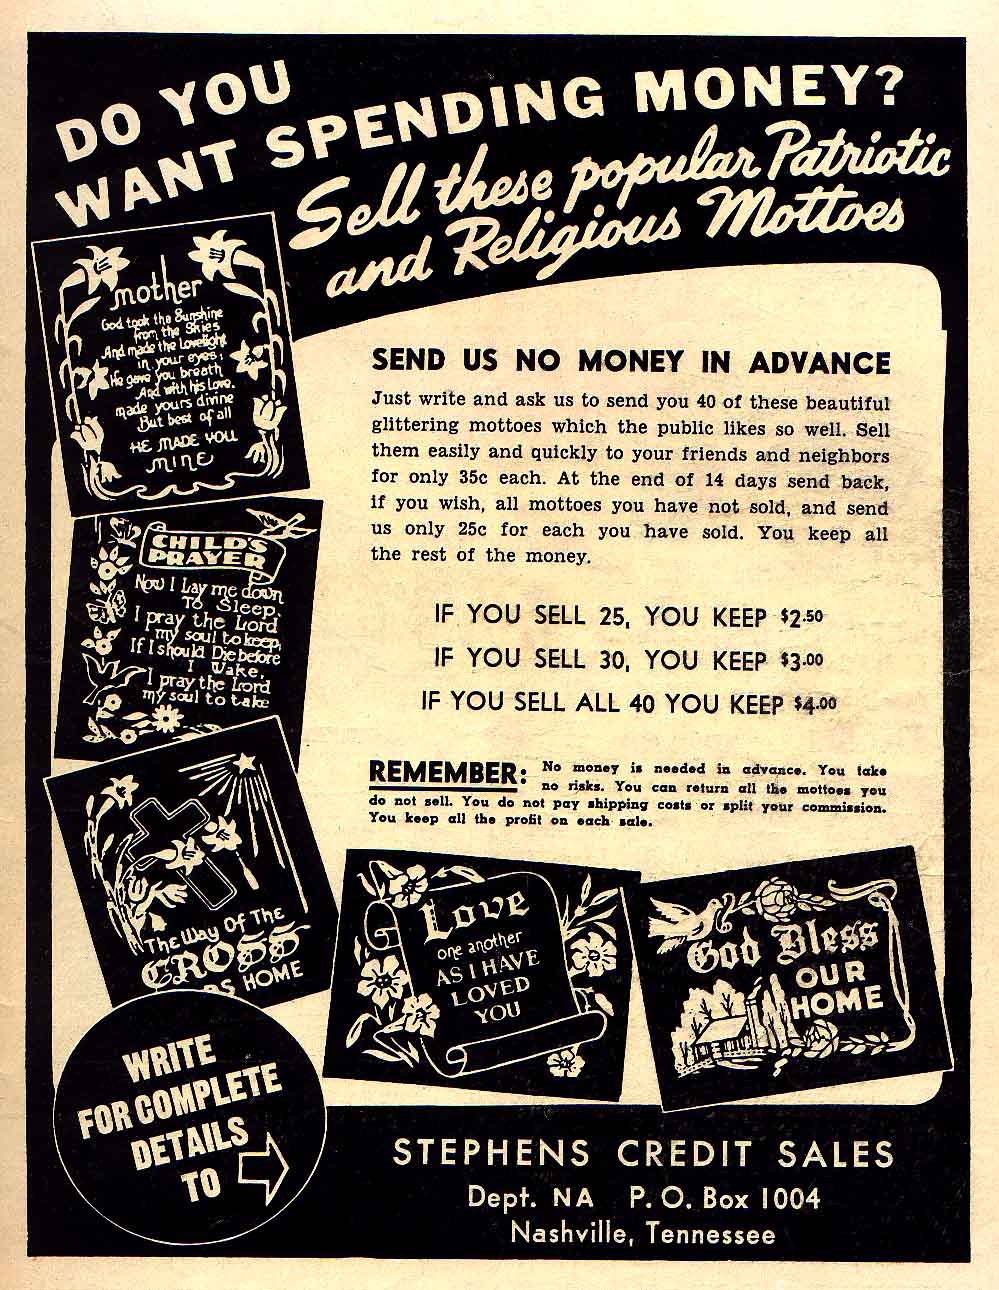 DO YOU
WANT SPENDING MONEY?
Sell these popular Patriotic
and Religious Mottoes
mother
God took the Sunshine
from the Skies
And made the Lovelight
in your eyes,
He gave you breath
And with his Love.
made yours divine
But best of all
HE MADE YOU
MINE
CHILD'S
PRAYER
Now I Lay me down
To Sleep,
I pray the Lord
my soul to keep,
If I should Die before
I Wake,
I pray the Lord
my soul to take
The Way Of The
CROSS
HOME
SEND US NO MONEY IN ADVANCE
Just write and ask us to send you 40 of these beautiful
glittering mottoes which the public likes so well. Sell
them easily and quickly to your friends and neighbors
for only 35c each. At the end of 14 days send back,
if you wish, all mottoes you have not sold, and send
us only 25c for each you have sold. You keep all
the rest of the money.
IF YOU SELL 25, YOU KEEP $2.50
IF YOU SELL 30, YOU KEEP $3.00
IF YOU SELL ALL 40 YOU KEEP $4.00
REMEMBER: No money is needed in advance. You take
no risks. You can return all the mottoes you
do not sell. You do not pay shipping costs or split your commission.
You keep all the profit on each sale.
Love
one another
AS I HAVE
LOVED
YOU
God Bless
OUR
HOME
WRITE
FOR COMPLETE
DETAILS
TO
STEPHENS CREDIT SALES
Dept. NA P. O. Box 1004
Nashville, Tennessee